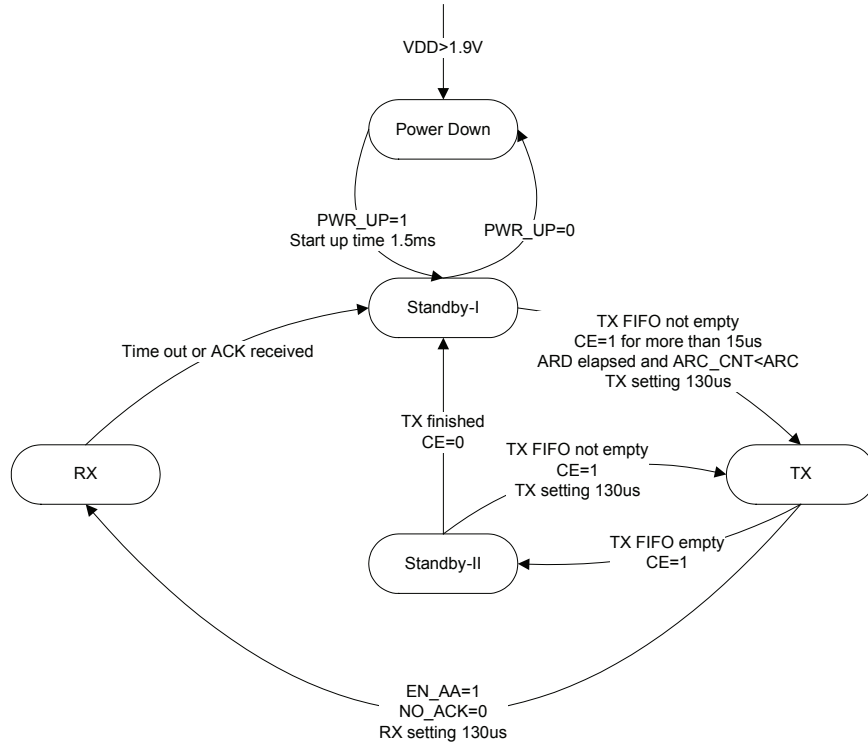 VDD>1.9V
Power Down
PWR_UP=1
Start up time 1.5ms
PWR_UP=0
Standby-I
TX FIFO not empty
CE=1 for more than 15us
ARD elapsed and ARC_CNT<ARC
TX setting 130us
Time out or ACK received
TX finished
CE=0
TX FIFO not empty
CE=1
TX setting 130us
RX
TX
TX FIFO empty
CE=1
Standby-II
EN_AA=1
NO_ACK=0
RX setting 130us